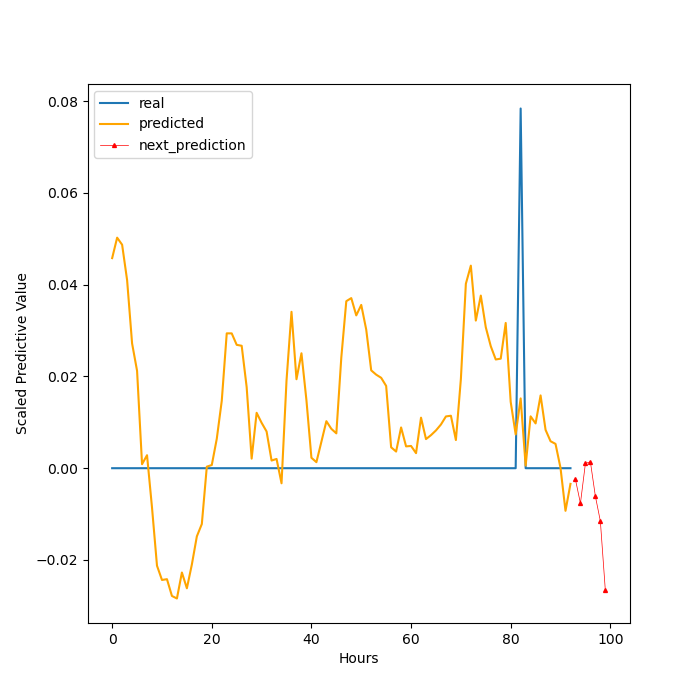 real
predicted
next_prediction
0.08
0.06
0.04
0.02
0.00
−0.02
Scaled Predictive Value
0 20 40 60 80 100
Hours